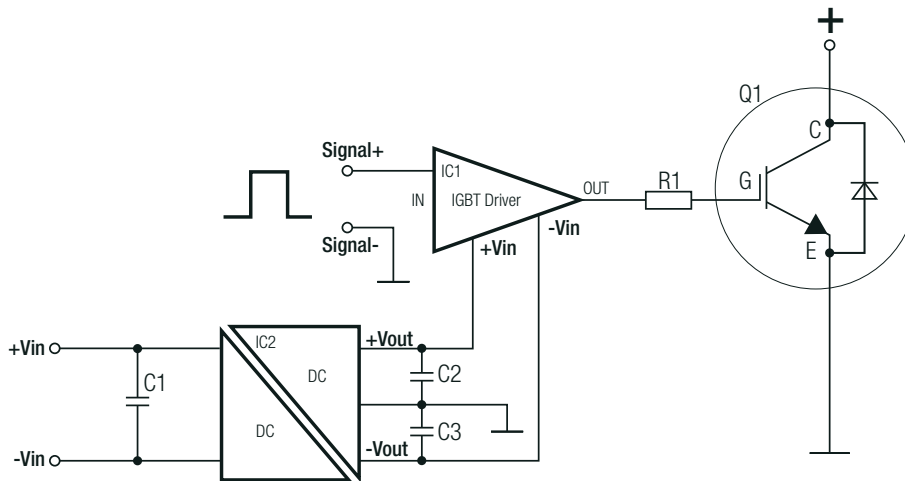 +
Q1
C
Signal+
IC1
IN
IGBT Driver
OUT
R1
G
-Vin
Signal-
+Vin
E
+Vin
C1
-Vin
IC2
DC
DC
+Vout
C2
C3
-Vout